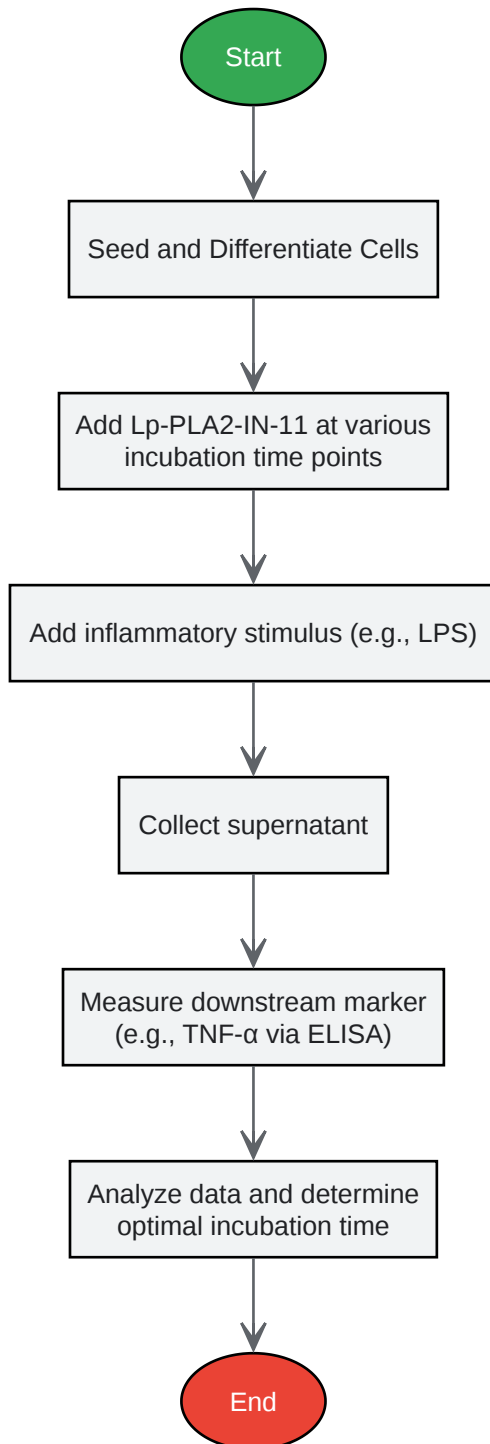 Start
Seed and Differentiate Cells
Add Lp-PLA2-IN-11 at various
incubation time points
Add inflammatory stimulus (e.g., LPS)
Collect supernatant
Measure downstream marker
(e.g., TNF-α via ELISA)
Analyze data and determine
optimal incubation time
End